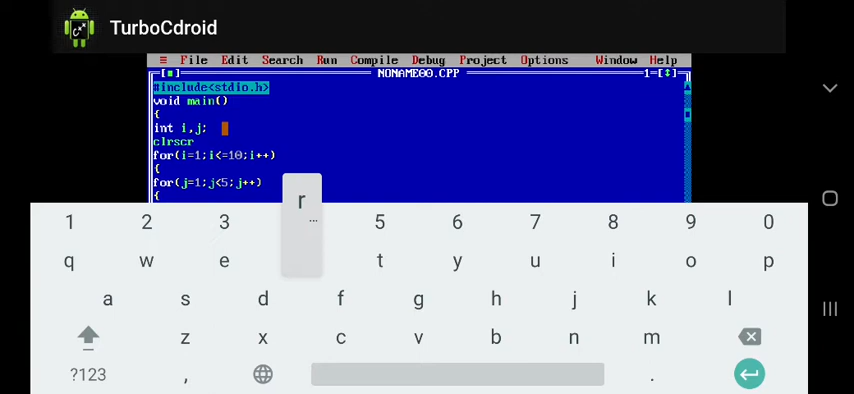 TurboCdroid
≡ File Edit Search Run Compile Debug Project Options Window Help
[■] NONAME00.CPP 1=[↕]
#include<stdio.h>
void main()
{
int i,j;
clrscr
for(i=1;i<=10;i++)
{
for(j=1;j<5;j++)
{
r
...
1 2 3 5 6 7 8 9 0
q w e t y u i o p
a s d f g h j k l
z x c v b n m
?123 , .